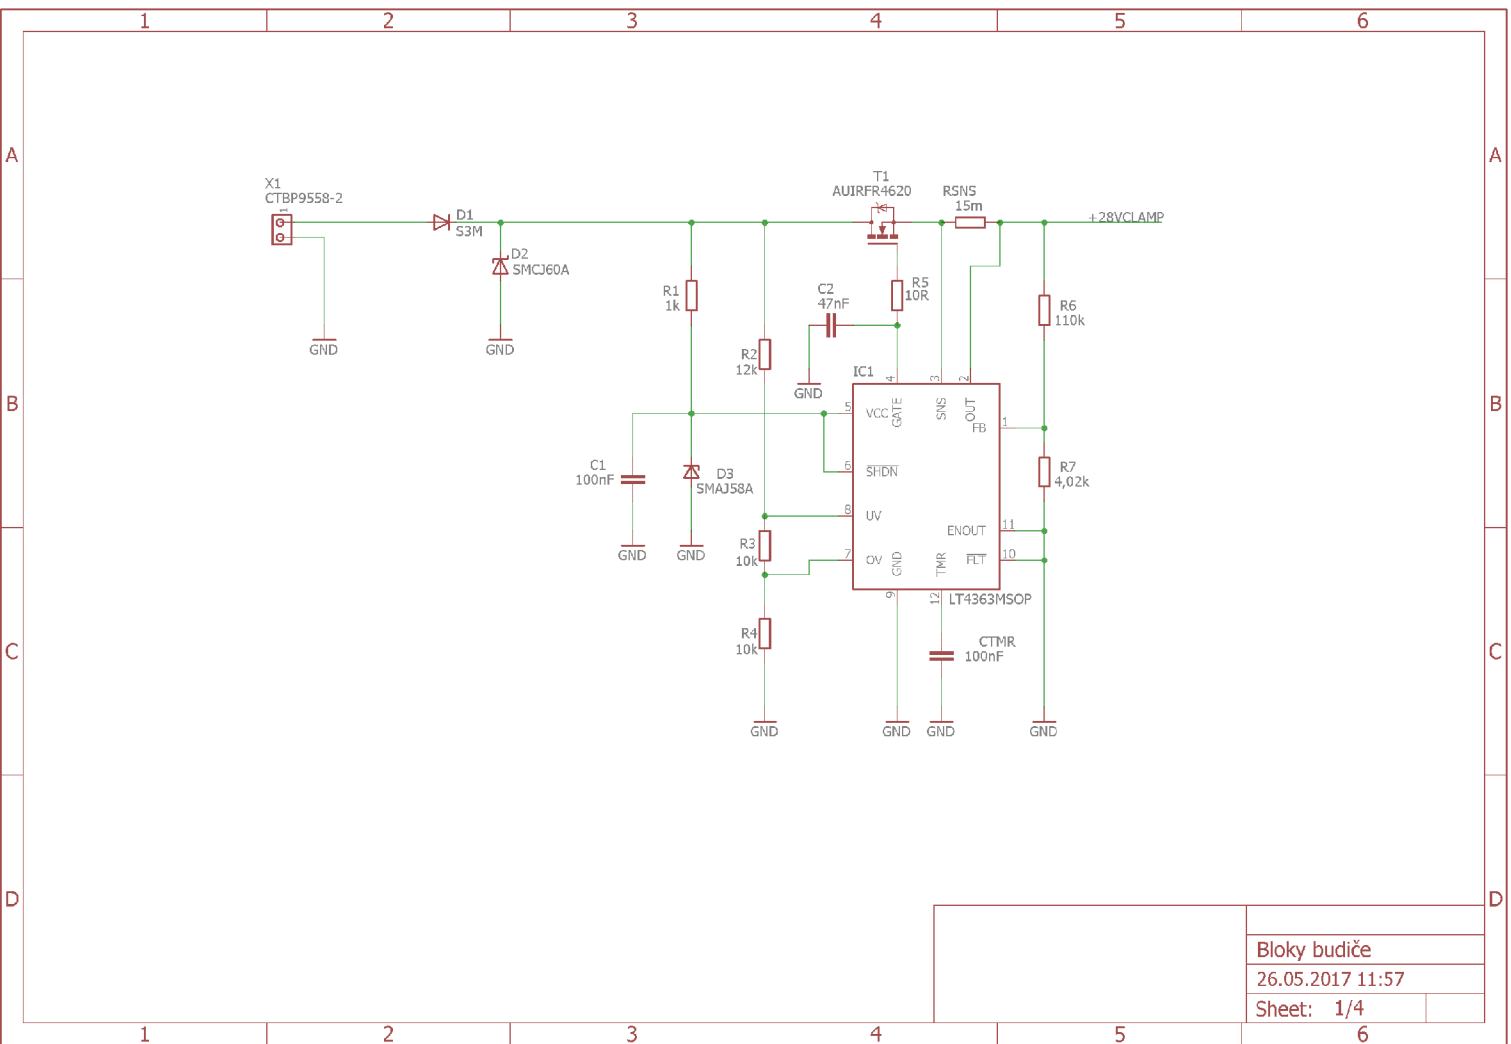 1 2 3 4 5 6
A A
X1
CTBP9558-2
1
D1
S3M
D2
SMCJ60A
T1
AUIRFR4620
RSNS
15m
+28VCLAMP
R1
1k
C2
47nF
R5
10R
R6
110k
GND
GND
R2
12k
GND
IC1
4
3
2
B B
5
VCC
GATE
SNS
OUT
FB
1
C1
100nF
D3
SMAJ58A
6
SHDN
R7
4,02k
8
UV
ENOUT
11
GND
GND
R3
10k
7
OV
GND
TMR
FLT
10
9
12
LT4363MSOP
R4
10k
CTMR
100nF
C C
GND
GND
GND
GND
D D
Bloky budiče
26.05.2017 11:57
Sheet: 1/4
1 2 3 4 5 6